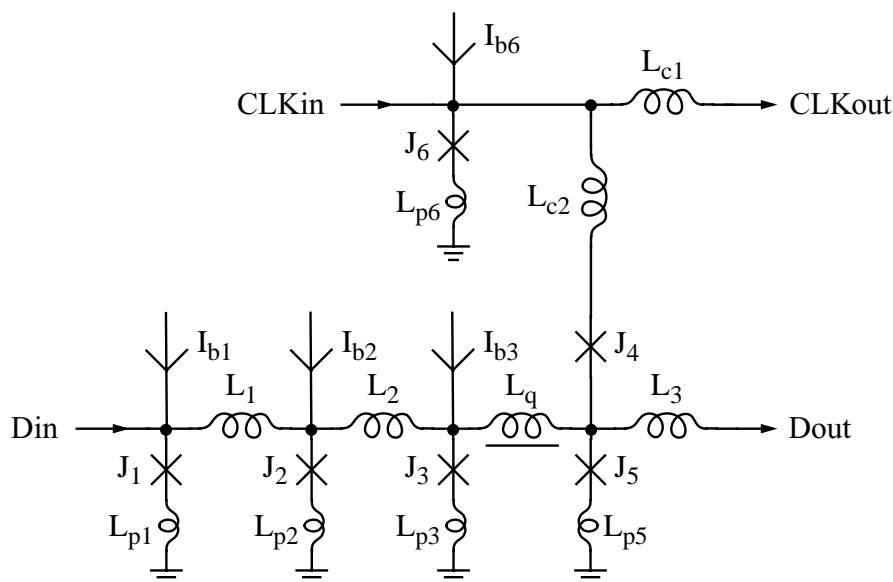 I_b6
L_c1
CLKin CLKout
J_6
L_p6 L_c2
I_b1 I_b2 I_b3 J_4
L_1 L_2 L_q L_3
Din Dout
J_1 J_2 J_3 J_5
L_p1 L_p2 L_p3 L_p5